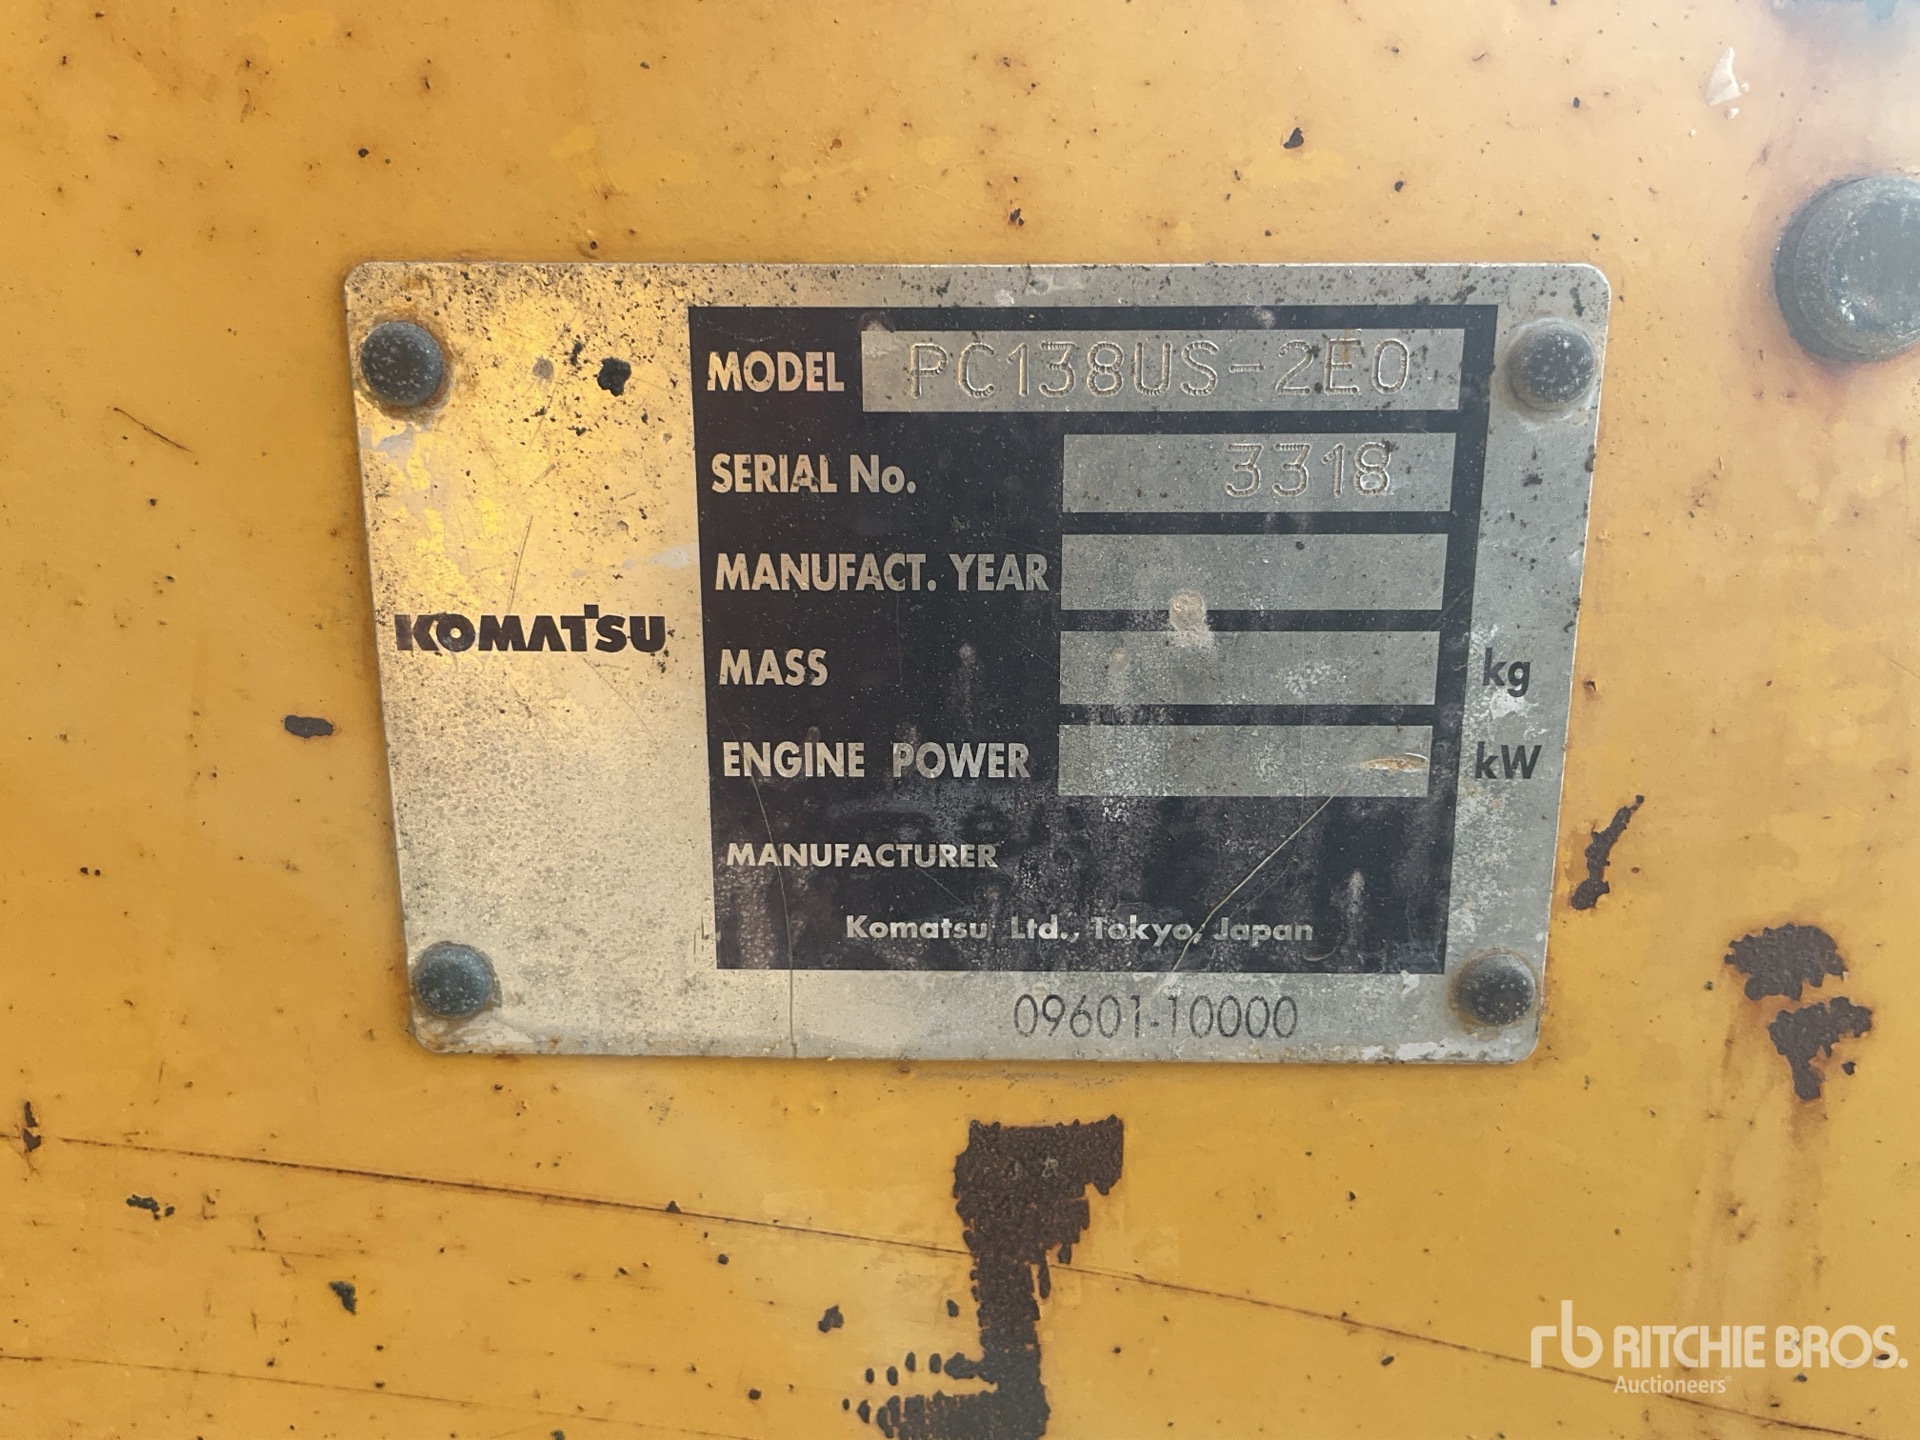 MODEL PC138US-2E0
SERIAL No. 3318
MANUFACT. YEAR
KOMATSU
MASS kg
ENGINE POWER kW
MANUFACTURER
Komatsu Ltd., Tokyo, Japan
09601-10000
rb RITCHIE BROS.
Auctioneers